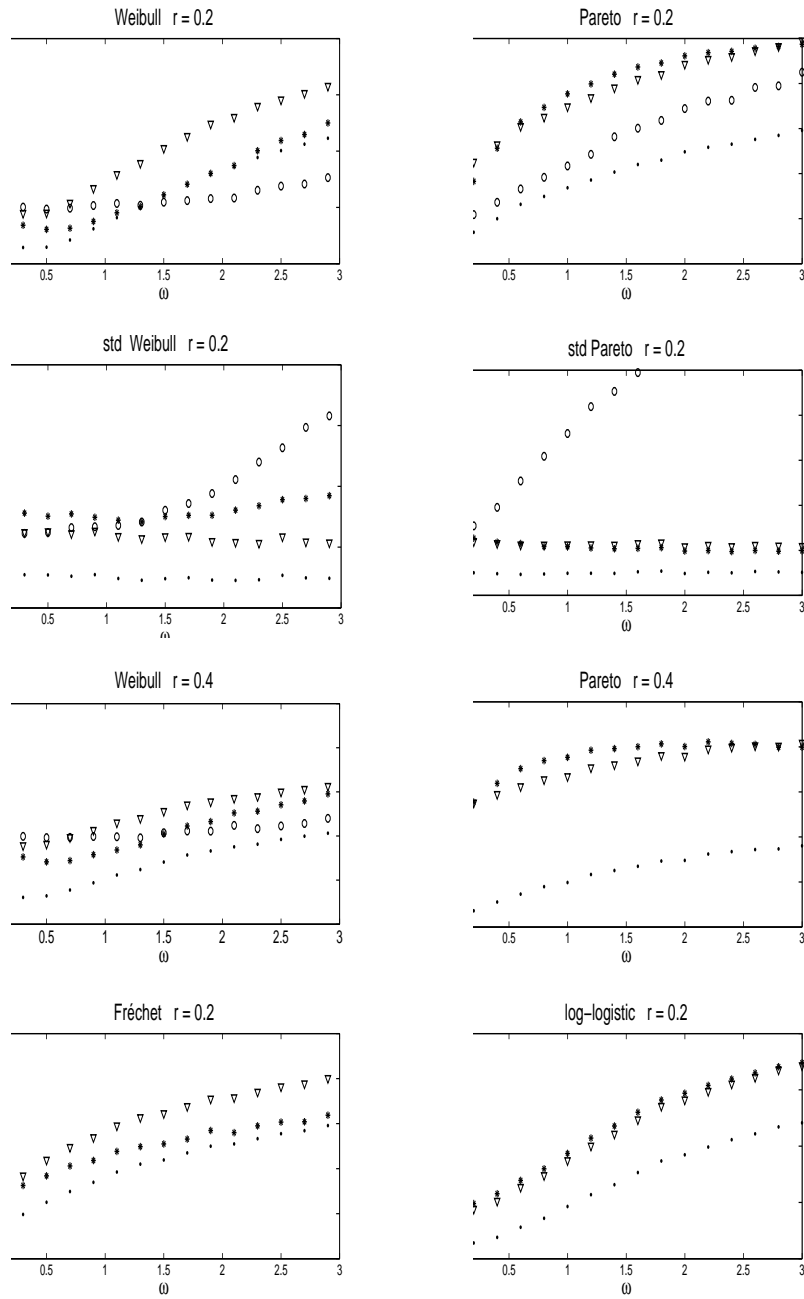 Weibull r = 0.2
0.5 1 1.5 2 2.5 3
ω
Pareto r = 0.2
0.5 1.0 1.5 2 2.5 3
ω
std Weibull r = 0.2
0.5 1 1.5 2 2.5 3
ω
std Pareto r = 0.2
0.5 1.0 1.5 2 2.5 3
ω
Weibull r = 0.4
0.5 1 1.5 2 2.5 3
ω
Pareto r = 0.4
0.5 1.0 1.5 2 2.5 3
ω
Fréchet r = 0.2
0.5 1 1.5 2 2.5 3
ω
log–logistic r = 0.2
0.5 1.0 1.5 2 2.5 3
ω